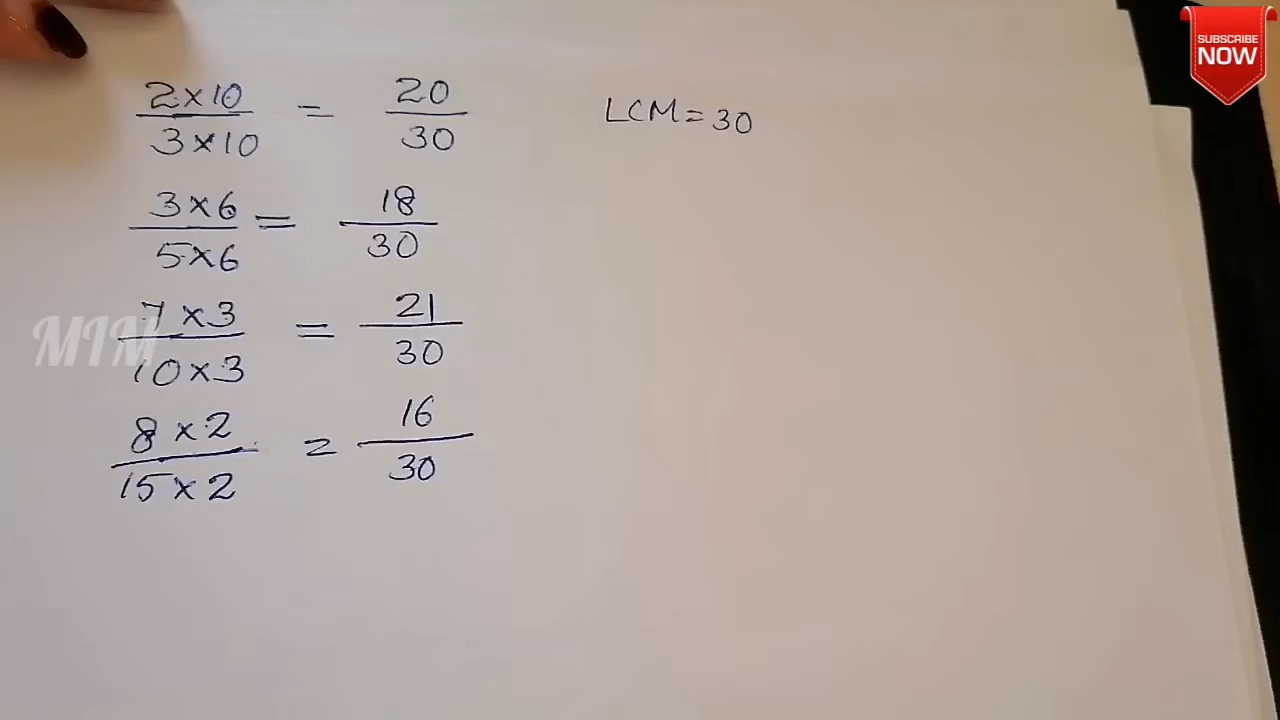 SUBSCRIBE
NOW
2×10 = 20
3×10 30
LCM = 30
3×6 = 18
5×6 30
7×3 = 21
10×3 30
MIM
8×2 = 16
15×2 30